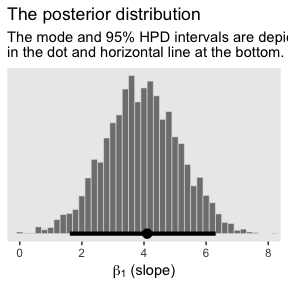 The posterior distribution
The mode and 95% HPD intervals are depic
in the dot and horizontal line at the bottom.
0 2 4 6 8
β₁ (slope)